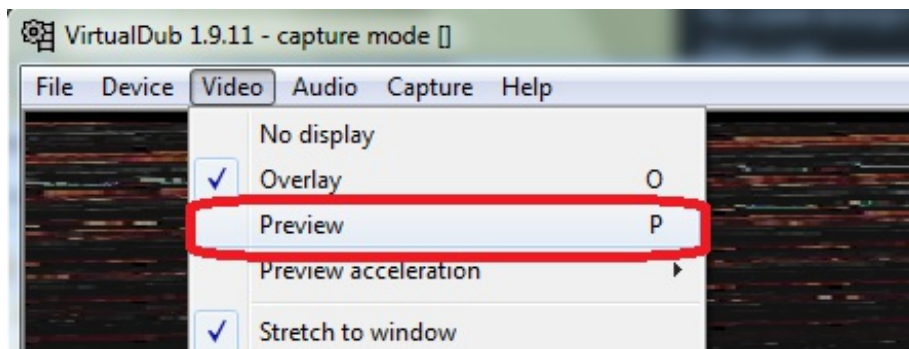 VirtualDub 1.9.11 - capture mode []
File Device Video Audio Capture Help
No display
Overlay O
Preview P
Preview acceleration
Stretch to window